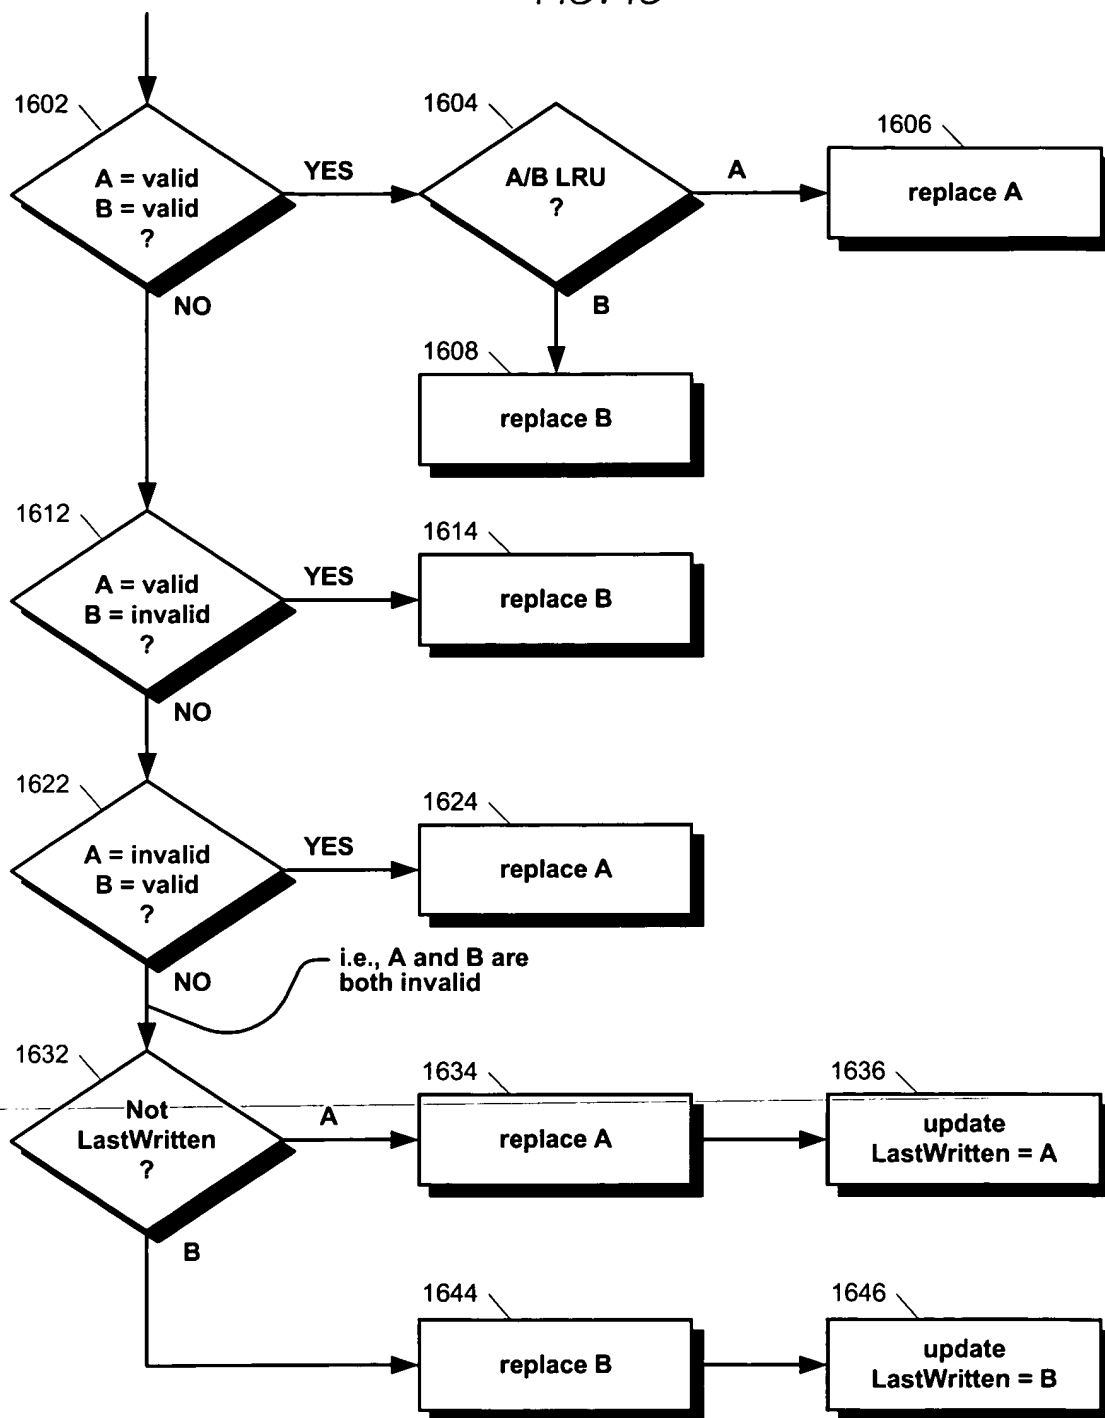 1602
A = valid
B = valid
?
YES
NO
1604
A/B LRU
?
A
B
1606
replace A
1608
replace B
1612
A = valid
B = invalid
?
YES
NO
1614
replace B
1622
A = invalid
B = valid
?
YES
NO
1624
replace A
i.e., A and B are
both invalid
1632
Not
LastWritten
?
A
B
1634
replace A
1636
update
LastWritten = A
1644
replace B
1646
update
LastWritten = B